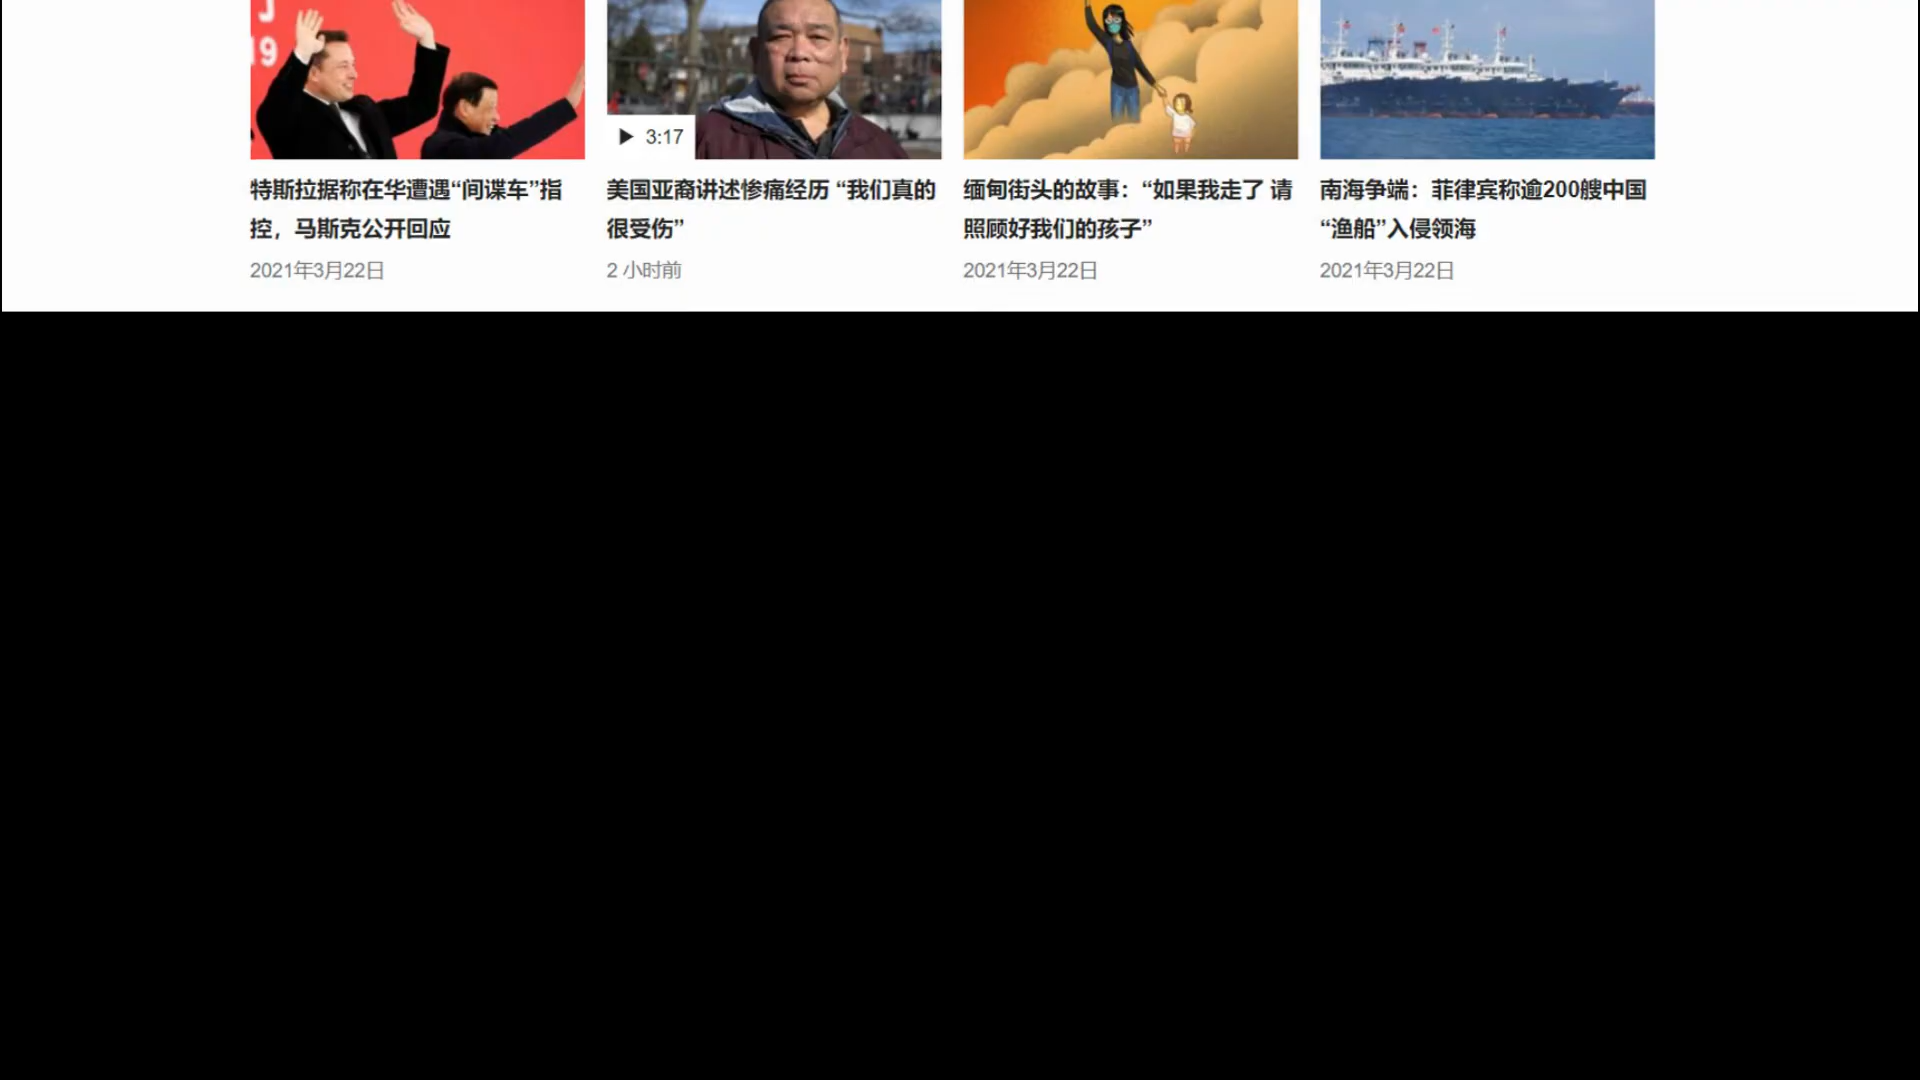 J
19
3:17
特斯拉据称在华遭遇“间谍车”指
控，马斯克公开回应
2021年3月22日
美国亚裔讲述惨痛经历 “我们真的
很受伤”
2 小时前
缅甸街头的故事：“如果我走了 请
照顾好我们的孩子”
2021年3月22日
南海争端：菲律宾称逾200艘中国
“渔船”入侵领海
2021年3月22日